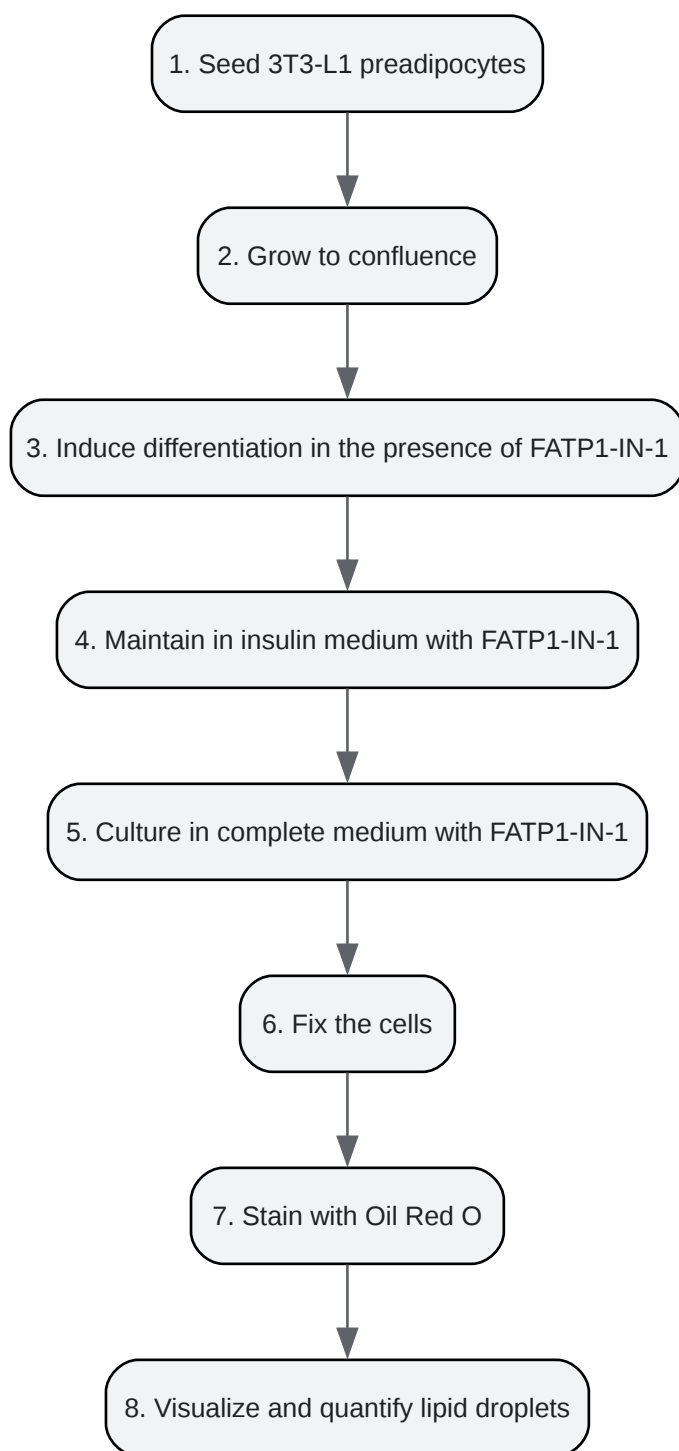 1. Seed 3T3-L1 preadipocytes
2. Grow to confluence
3. Induce differentiation in the presence of FATP1-IN-1
4. Maintain in insulin medium with FATP1-IN-1
5. Culture in complete medium with FATP1-IN-1
6. Fix the cells
7. Stain with Oil Red O
8. Visualize and quantify lipid droplets